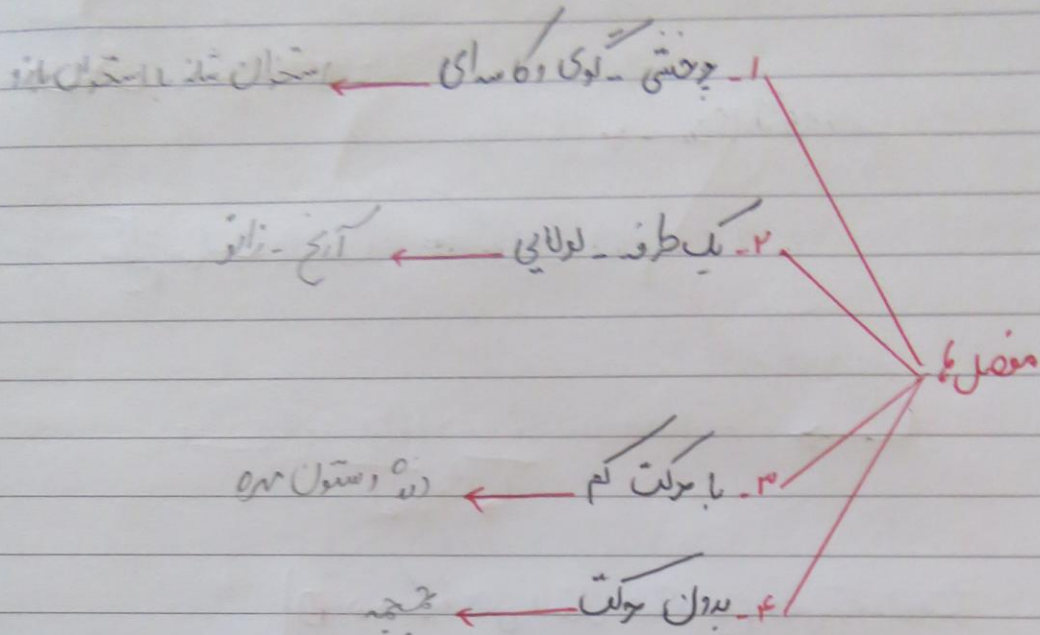 ۱- چرخشی - گوی و کاسه‌ای ← استخوان شانه با استخوان بازو
۲- یک طرفه - لولایی ← آرنج - زانو
مفصل ها
۳- با حرکت کم ← دنده و ستون مهره
۴- بدون حرکت ← جمجمه